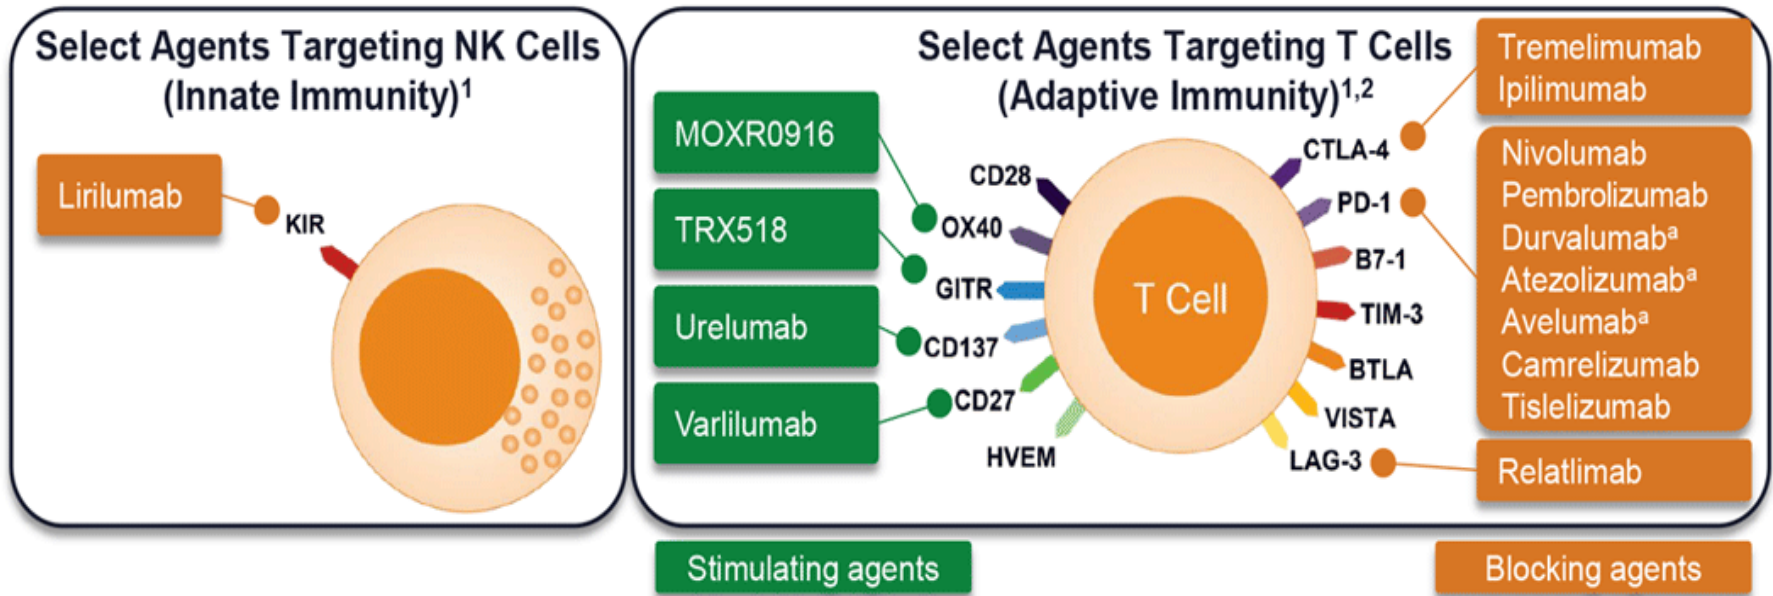 Select Agents Targeting NK Cells
(Innate Immunity)¹
Lirilumab
KIR
Select Agents Targeting T Cells
(Adaptive Immunity)¹,²
MOXR0916
TRX518
Urelumab
Varlilumab
CD28
OX40
GITR
CD137
CD27
HVEM
T Cell
CTLA-4
PD-1
B7-1
TIM-3
BTLA
VISTA
LAG-3
Tremelimumab
Ipilimumab
Nivolumab
Pembrolizumab
Durvalumabᵃ
Atezolizumabᵃ
Avelumabᵃ
Camrelizumab
Tislelizumab
Relatlimab
Stimulating agents
Blocking agents